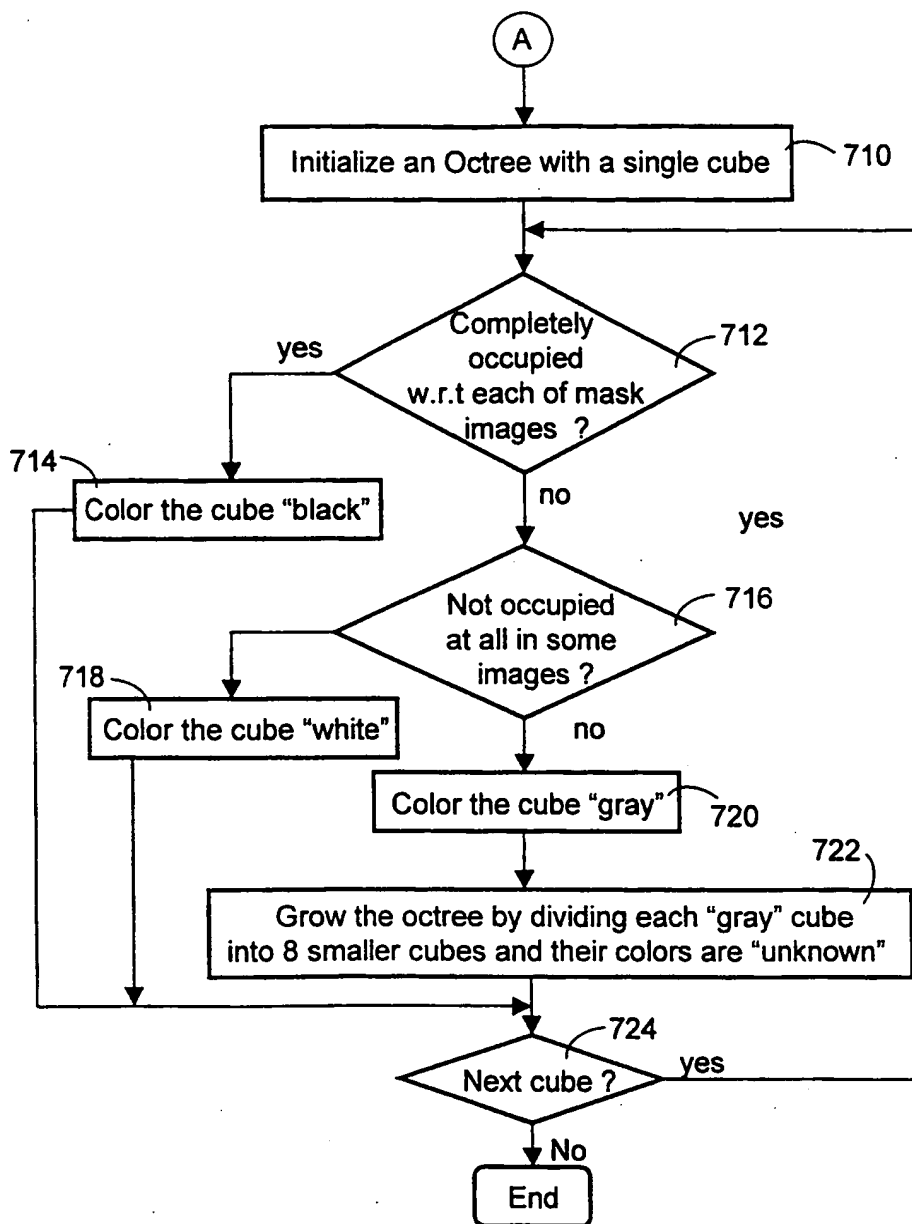 A
Initialize an Octree with a single cube
710
Completely
occupied
w.r.t each of mask
images ?
712
yes
714
Color the cube “black”
no
yes
Not occupied
at all in some
images ?
716
718
Color the cube “white”
no
Color the cube “gray”
720
722
Grow the octree by dividing each “gray” cube
into 8 smaller cubes and their colors are “unknown”
724
Next cube ?
yes
No
End